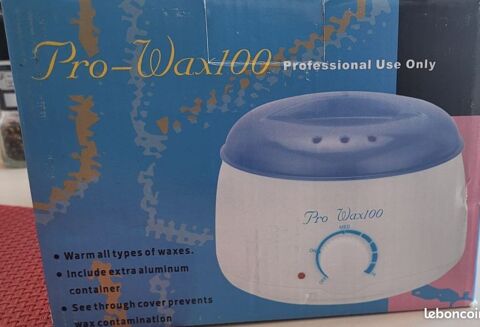 Pro-Wax100 Professional Use Only
Pro Wax100
MED
• Warm all types of waxes.
• Include extra aluminum
container
• See through cover prevents
wax contamination
leboncoin